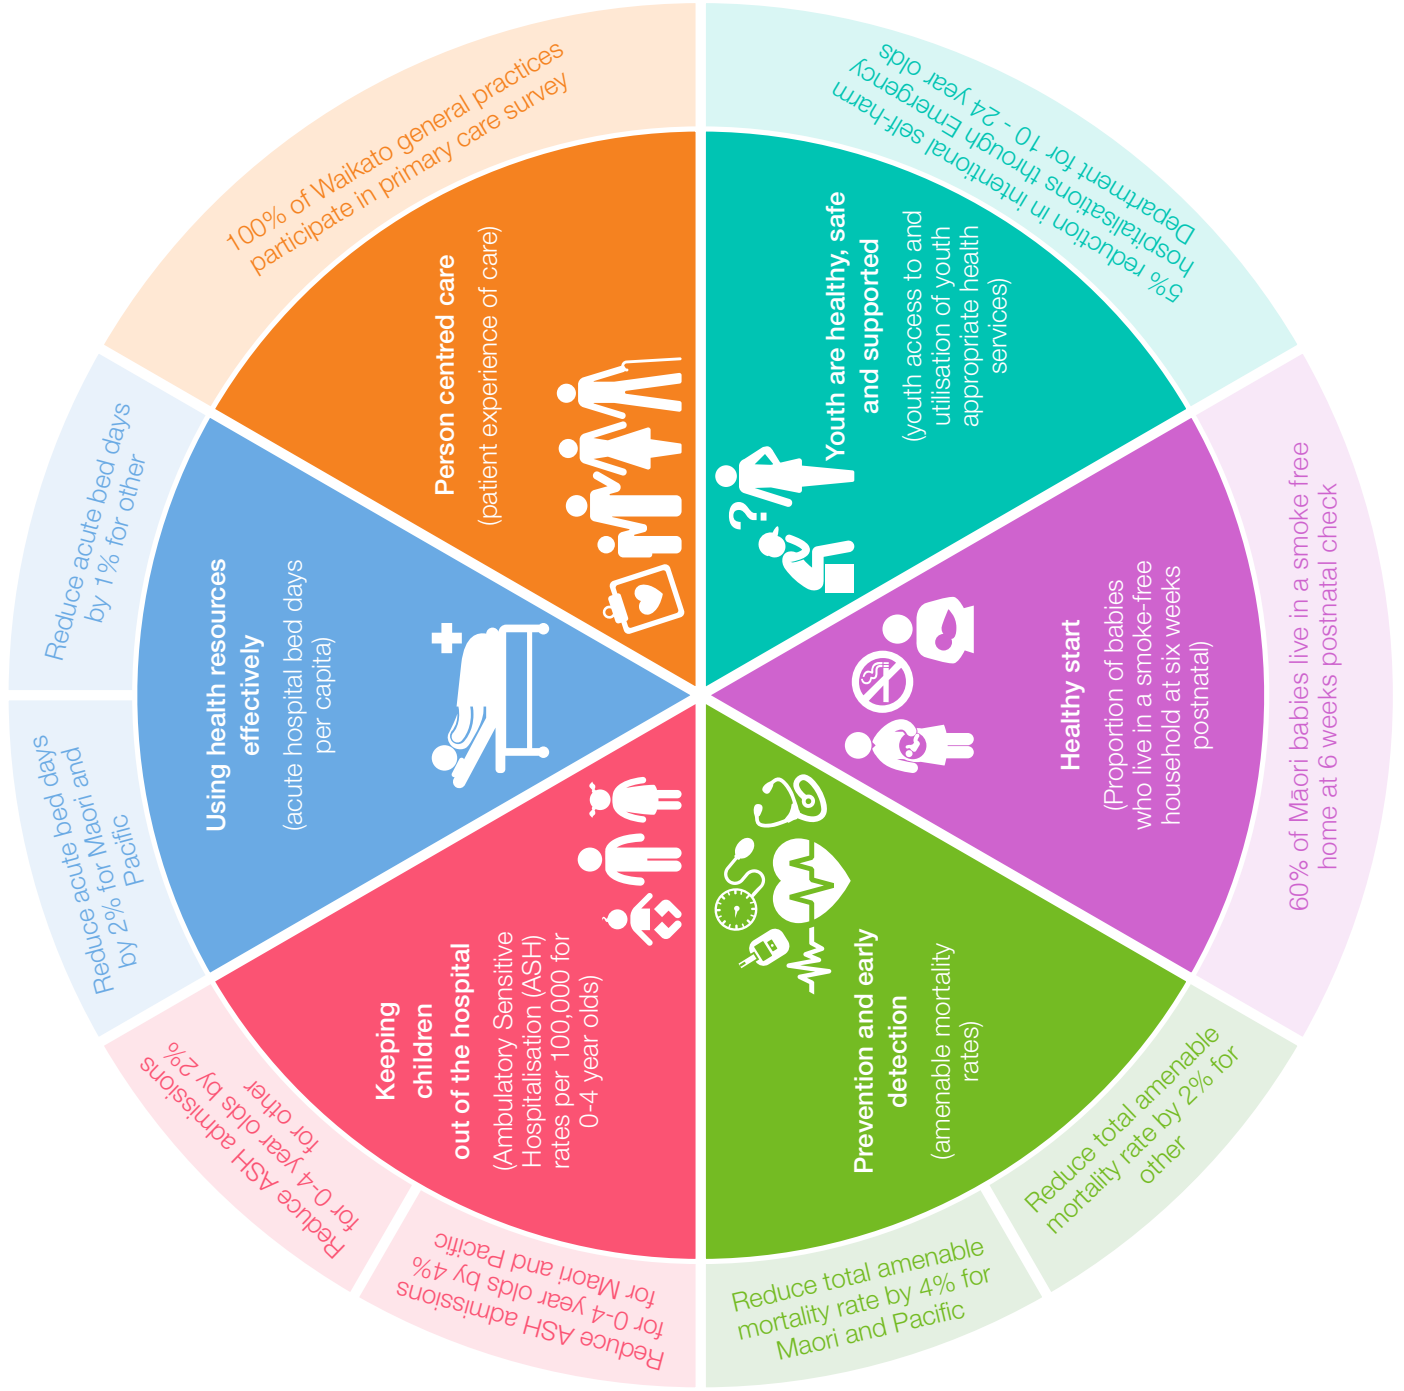 Using health resources
effectively
(acute hospital bed days
per capita)
Reduce acute bed days
by 1% for other
Reduce acute bed days
by 2% for Maori and
Pacific
Person centred care
(patient experience of care)
100% of Waikato general practices
participate in primary care survey
Youth are healthy, safe
and supported
(youth access to and
utilisation of youth
appropriate health
services)
5% reduction in intentional self-harm
hospitalisations through Emergency
Department for 10 - 24 year olds
?
Healthy start
(Proportion of babies
who live in a smoke-free
household at six weeks
postnatal)
60% of Māori babies live in a smoke free
home at 6 weeks postnatal check
Prevention and early
detection
(amenable mortality
rates)
Reduce total amenable
mortality rate by 2% for
other
Reduce total amenable
mortality rate by 4% for
Maori and Pacific
Keeping
children
out of the hospital
(Ambulatory Sensitive
Hospitalisation (ASH)
rates per 100,000 for
0-4 year olds)
Reduce ASH admissions
for 0-4 year olds by 4%
for Maori and Pacific
Reduce ASH admissions
for 0-4 year olds by 2%
for other